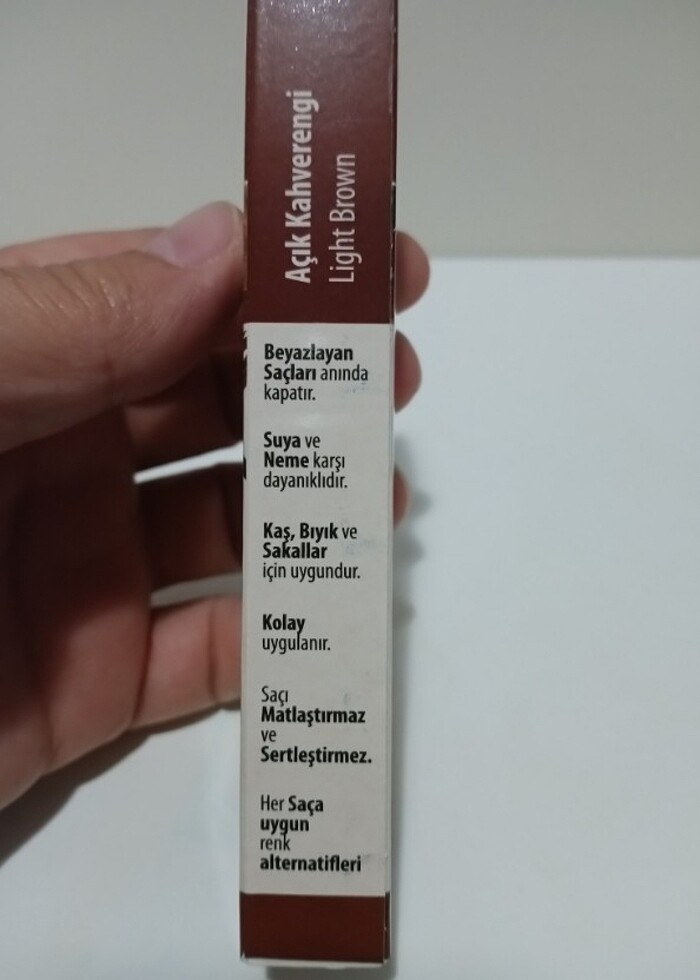 Açık Kahverengi
Light Brown
Beyazlayan
Saçları anında
kapatır.
Suya ve
Neme karşı
dayanıklıdır.
Kaş, Bıyık ve
Sakallar
için uygundur.
Kolay
uygulanır.
Saçı
Matlaştırmaz
ve
Sertleştirmez.
Her Saça
uygun
renk
alternatifleri